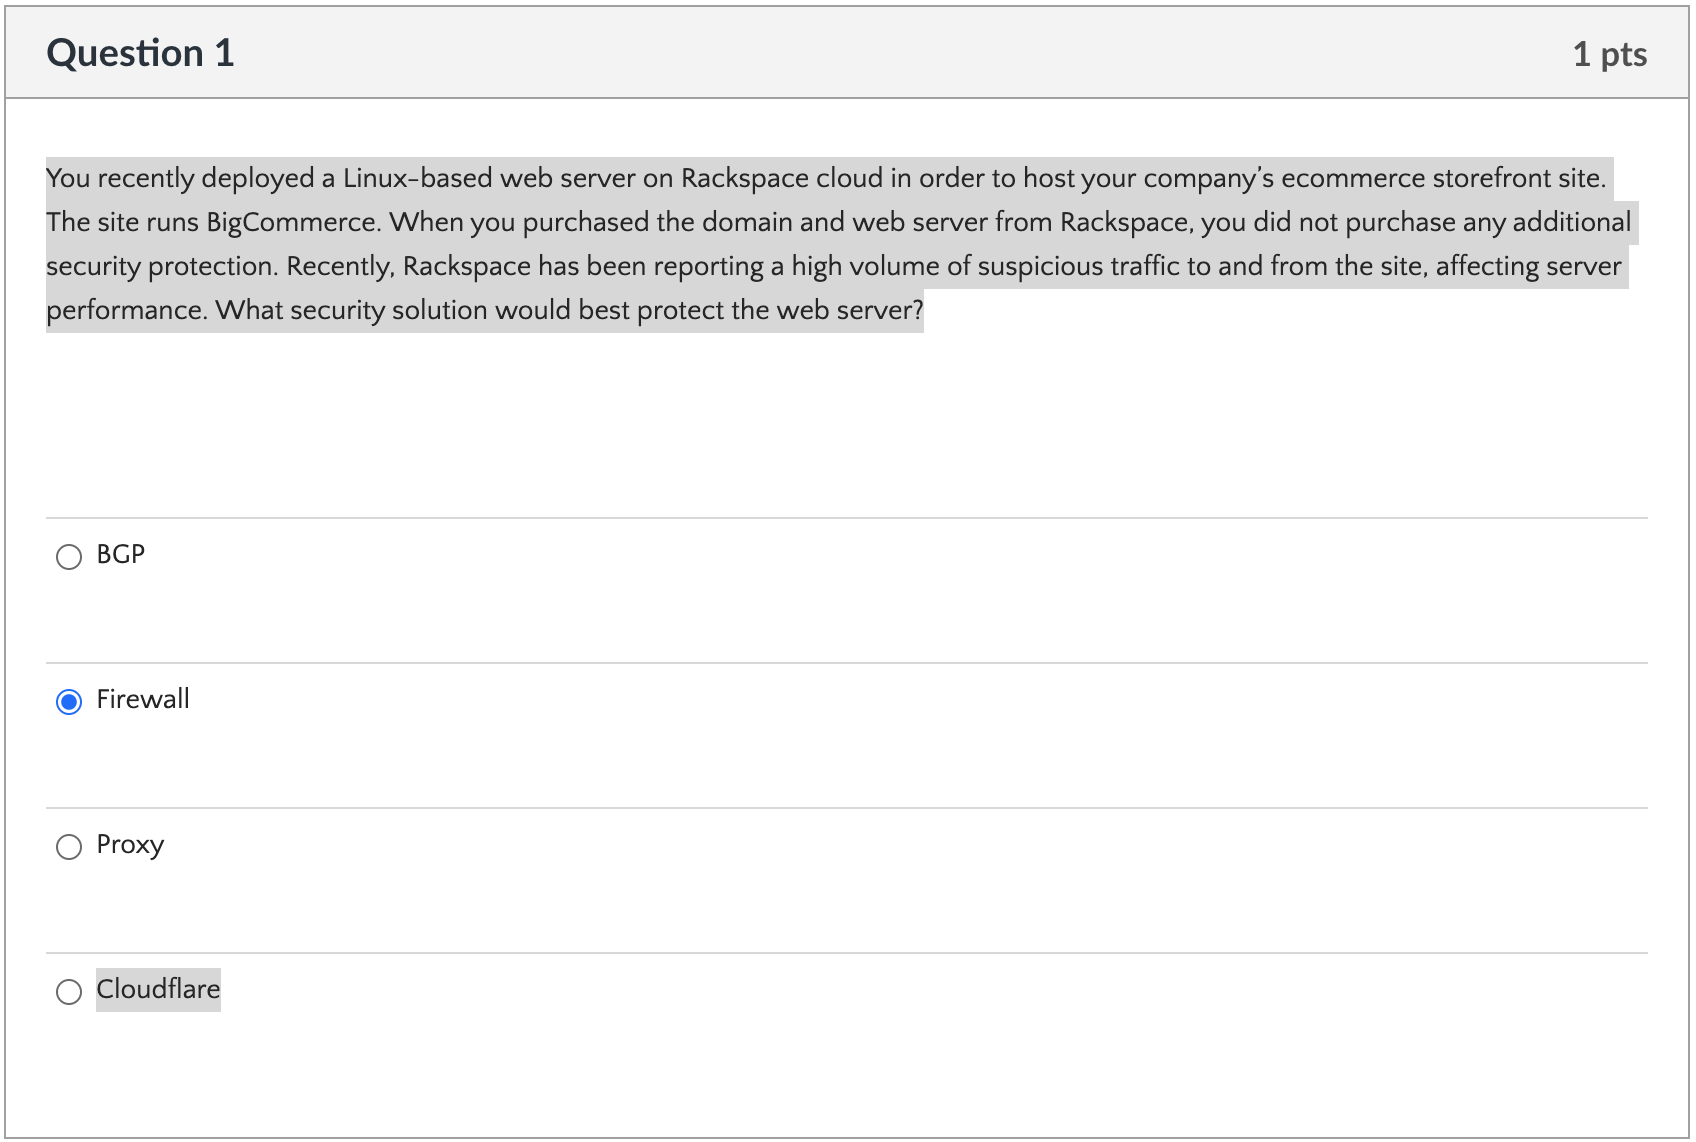 Question 1
1 pts
You recently deployed a Linux-based web server on Rackspace cloud in order to host your company’s ecommerce storefront site.
The site runs BigCommerce. When you purchased the domain and web server from Rackspace, you did not purchase any additional
security protection. Recently, Rackspace has been reporting a high volume of suspicious traffic to and from the site, affecting server
performance. What security solution would best protect the web server?
BGP
Firewall
Proxy
Cloudflare